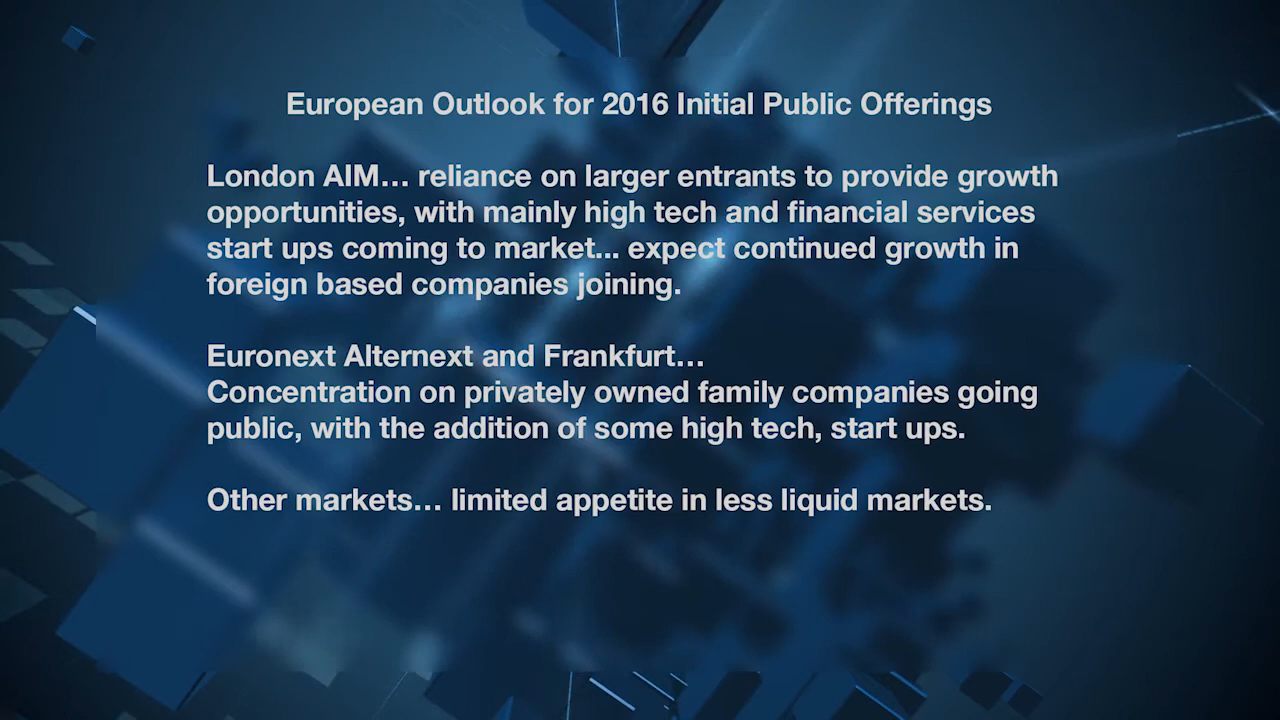 European Outlook for 2016 Initial Public Offerings
London AIM… reliance on larger entrants to provide growth
opportunities, with mainly high tech and financial services
start ups coming to market... expect continued growth in
foreign based companies joining.
Euronext Alternext and Frankfurt…
Concentration on privately owned family companies going
public, with the addition of some high tech, start ups.
Other markets… limited appetite in less liquid markets.